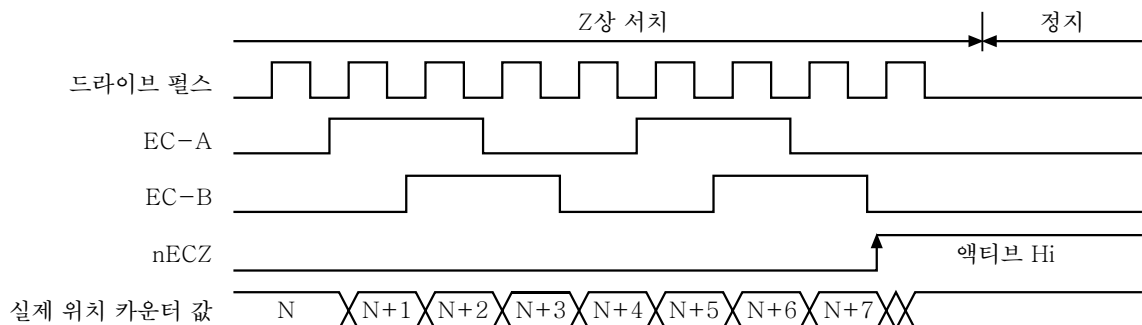 Z상 서치
정지
드라이브 펄스
EC-A
EC-B
nECZ
액티브 Hi
실제 위치 카운터 값
N
N+1
N+2
N+3
N+4
N+5
N+6
N+7